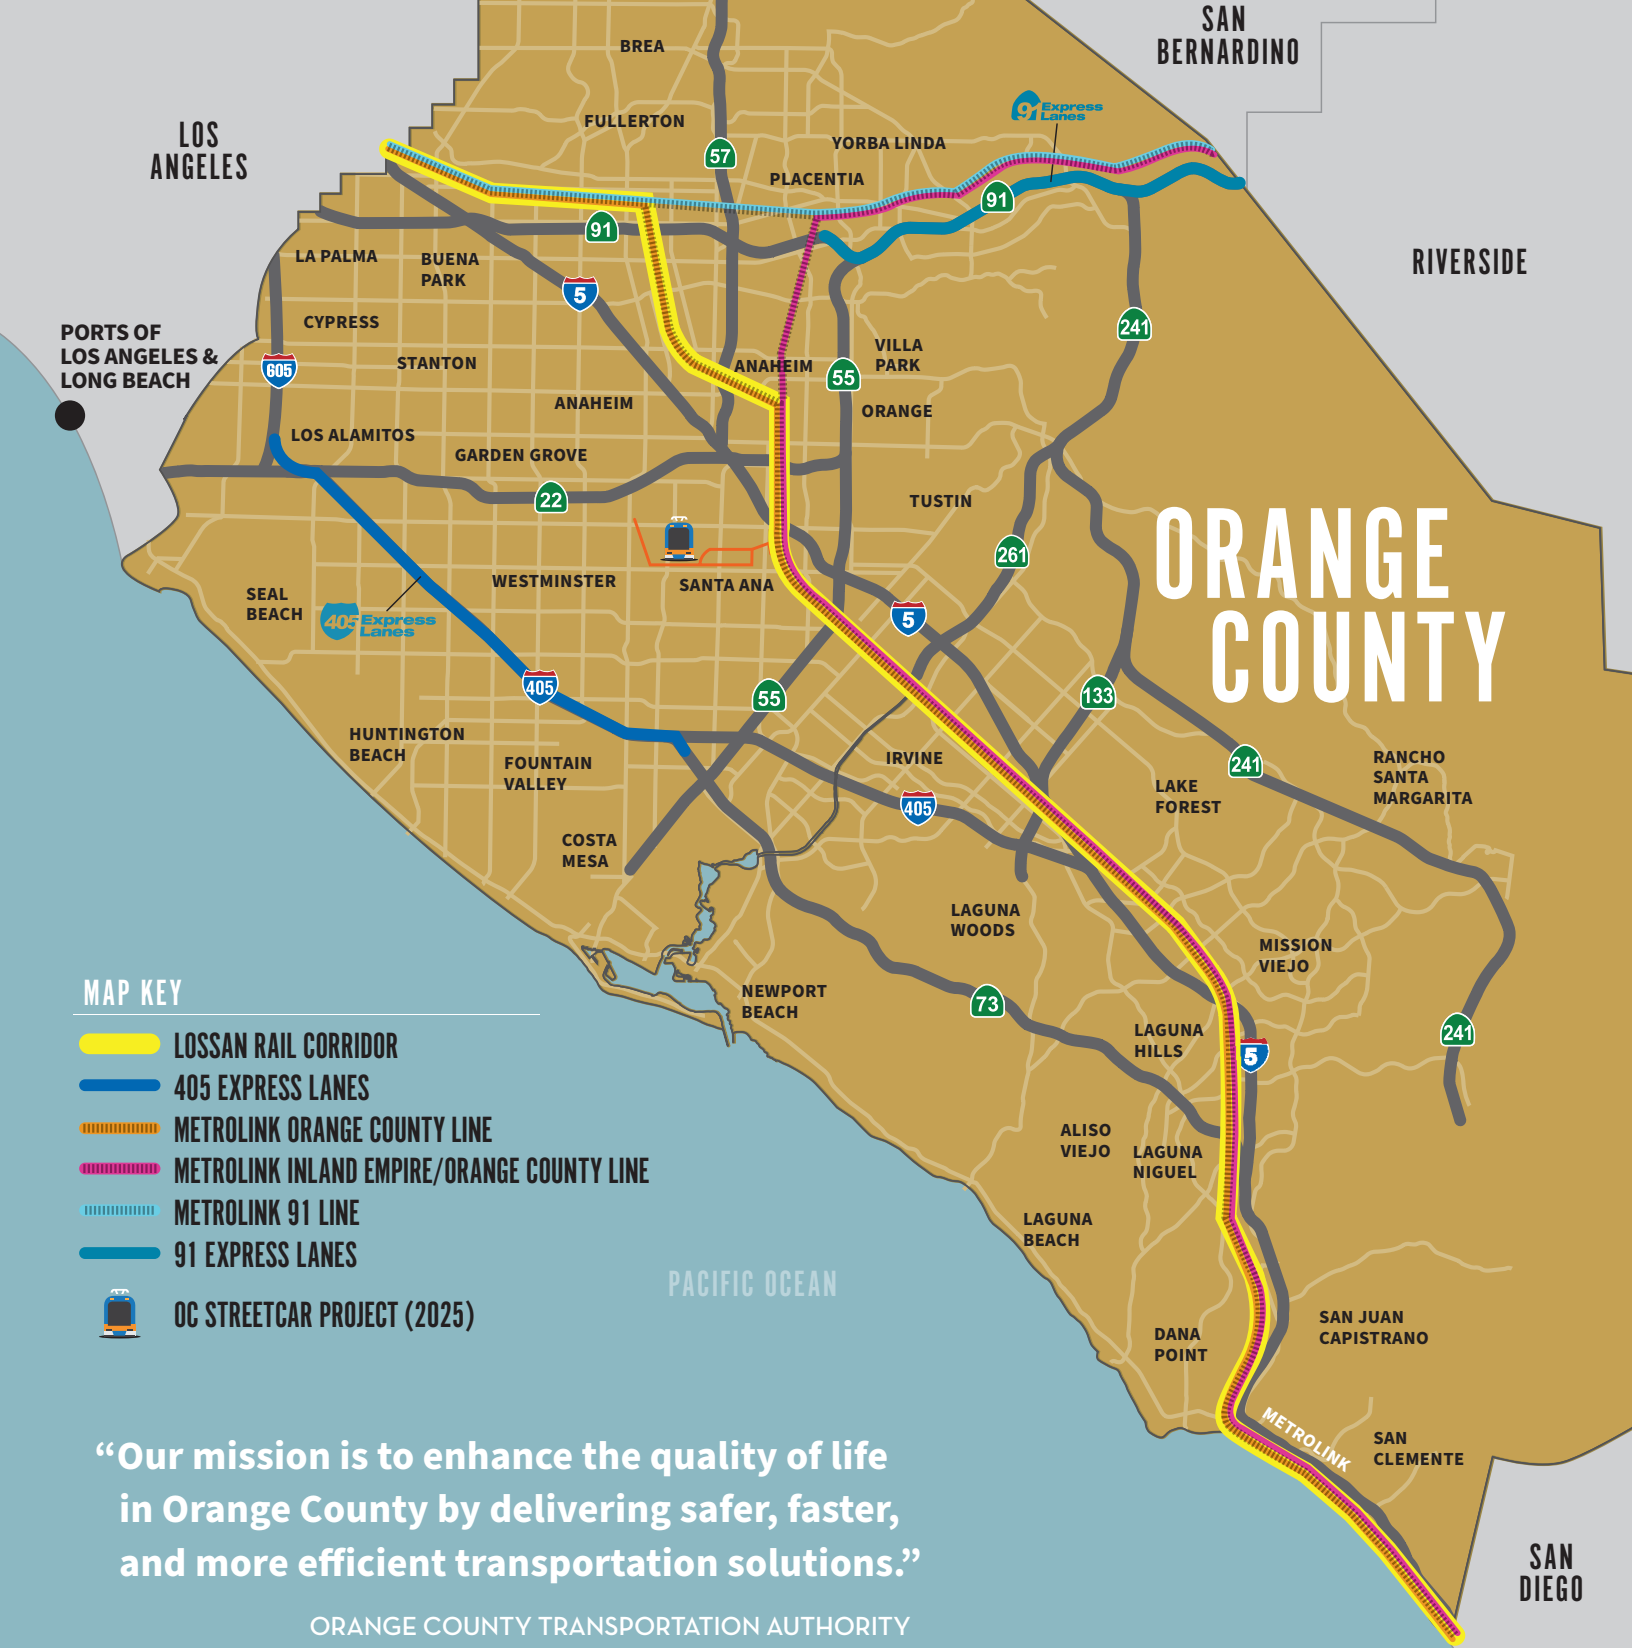 SAN
BERNARDINO
BREA
91 Express
Lanes
FULLERTON
LOS
ANGELES
57
YORBA LINDA
PLACENTIA
91
91
LA PALMA
BUENA
PARK
RIVERSIDE
5
CYPRESS
241
PORTS OF
LOS ANGELES &
LONG BEACH
605
STANTON
ANAHEIM
VILLA
PARK
55
ANAHEIM
ORANGE
LOS ALAMITOS
GARDEN GROVE
22
TUSTIN
ORANGE
COUNTY
261
WESTMINSTER
SANTA ANA
SEAL
BEACH
405 Express
Lanes
5
405
55
133
HUNTINGTON
BEACH
FOUNTAIN
VALLEY
IRVINE
241
RANCHO
SANTA
MARGARITA
LAKE
FOREST
405
COSTA
MESA
LAGUNA
WOODS
MISSION
VIEJO
NEWPORT
BEACH
73
LAGUNA
HILLS
5
241
ALISO
VIEJO
LAGUNA
NIGUEL
LAGUNA
BEACH
MAP KEY
LOSSAN RAIL CORRIDOR
405 EXPRESS LANES
METROLINK ORANGE COUNTY LINE
METROLINK INLAND EMPIRE/ORANGE COUNTY LINE
METROLINK 91 LINE
91 EXPRESS LANES
OC STREETCAR PROJECT (2025)
PACIFIC OCEAN
SAN JUAN
CAPISTRANO
DANA
POINT
METROLINK
SAN
CLEMENTE
SAN
DIEGO
“Our mission is to enhance the quality of life
in Orange County by delivering safer, faster,
and more efficient transportation solutions.”
ORANGE COUNTY TRANSPORTATION AUTHORITY